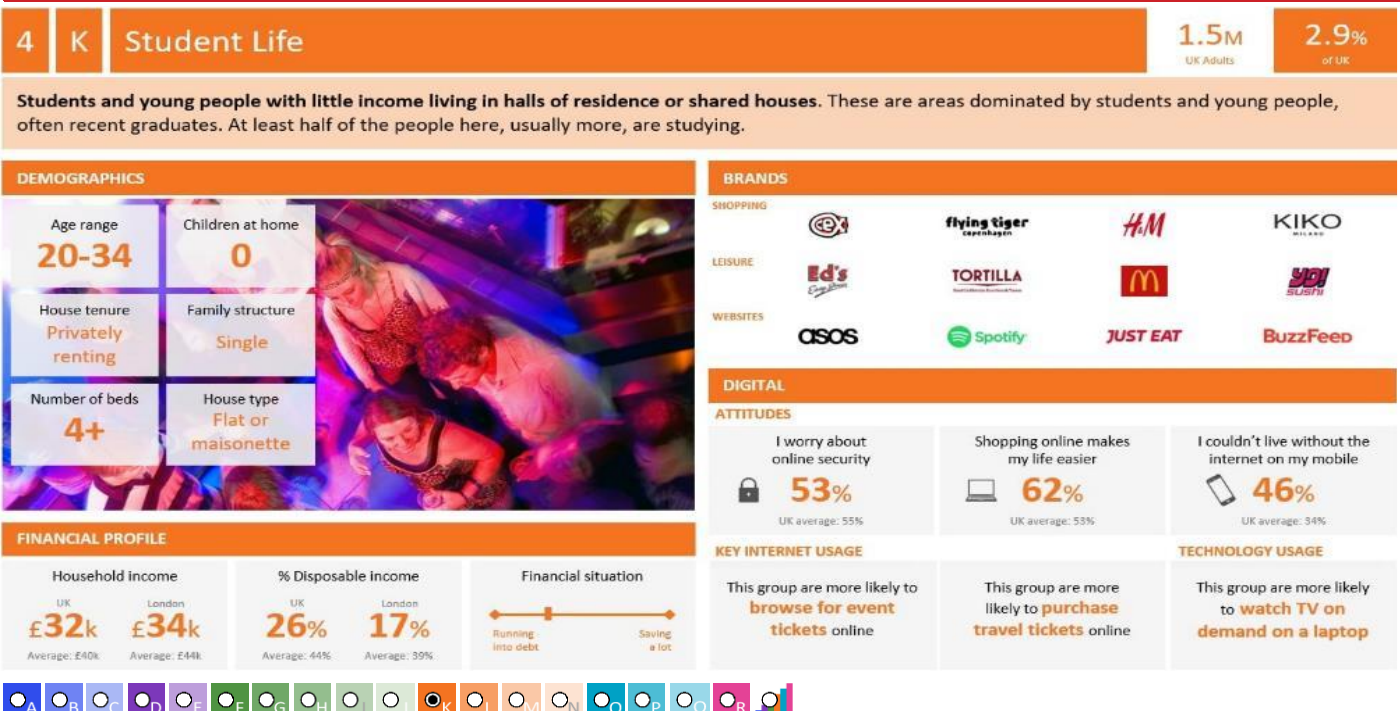 4 K Student Life
1.5M
UK Adults
2.9%
of UK
Students and young people with little income living in halls of residence or shared houses. These are areas dominated by students and young people,
often recent graduates. At least half of the people here, usually more, are studying.
DEMOGRAPHICS
Age range
20-34
Children at home
0
House tenure
Privately
renting
Family structure
Single
Number of beds
4+
House type
Flat or
maisonette
FINANCIAL PROFILE
Household income
UK
£32k
Average: £40k
London
£34k
Average: £44k
% Disposable income
UK
26%
Average: 44%
London
17%
Average: 39%
Financial situation
Running
into debt
Saving
a lot
BRANDS
SHOPPING
cex
flying tiger
copenhagen
H&M
KIKO
MILANO
LEISURE
Ed's
Easy Diner
TORTILLA
M
YO!
SUSHI
WEBSITES
asos
Spotify
JUST EAT
BuzzFeed
DIGITAL
ATTITUDES
I worry about
online security
53%
UK average: 55%
Shopping online makes
my life easier
62%
UK average: 53%
I couldn't live without the
internet on my mobile
46%
UK average: 34%
KEY INTERNET USAGE
This group are more likely to
browse for event
tickets online
This group are more
likely to purchase
travel tickets online
TECHNOLOGY USAGE
This group are more likely
to watch TV on
demand on a laptop
A B C D E F G H I J K L M N O P Q R